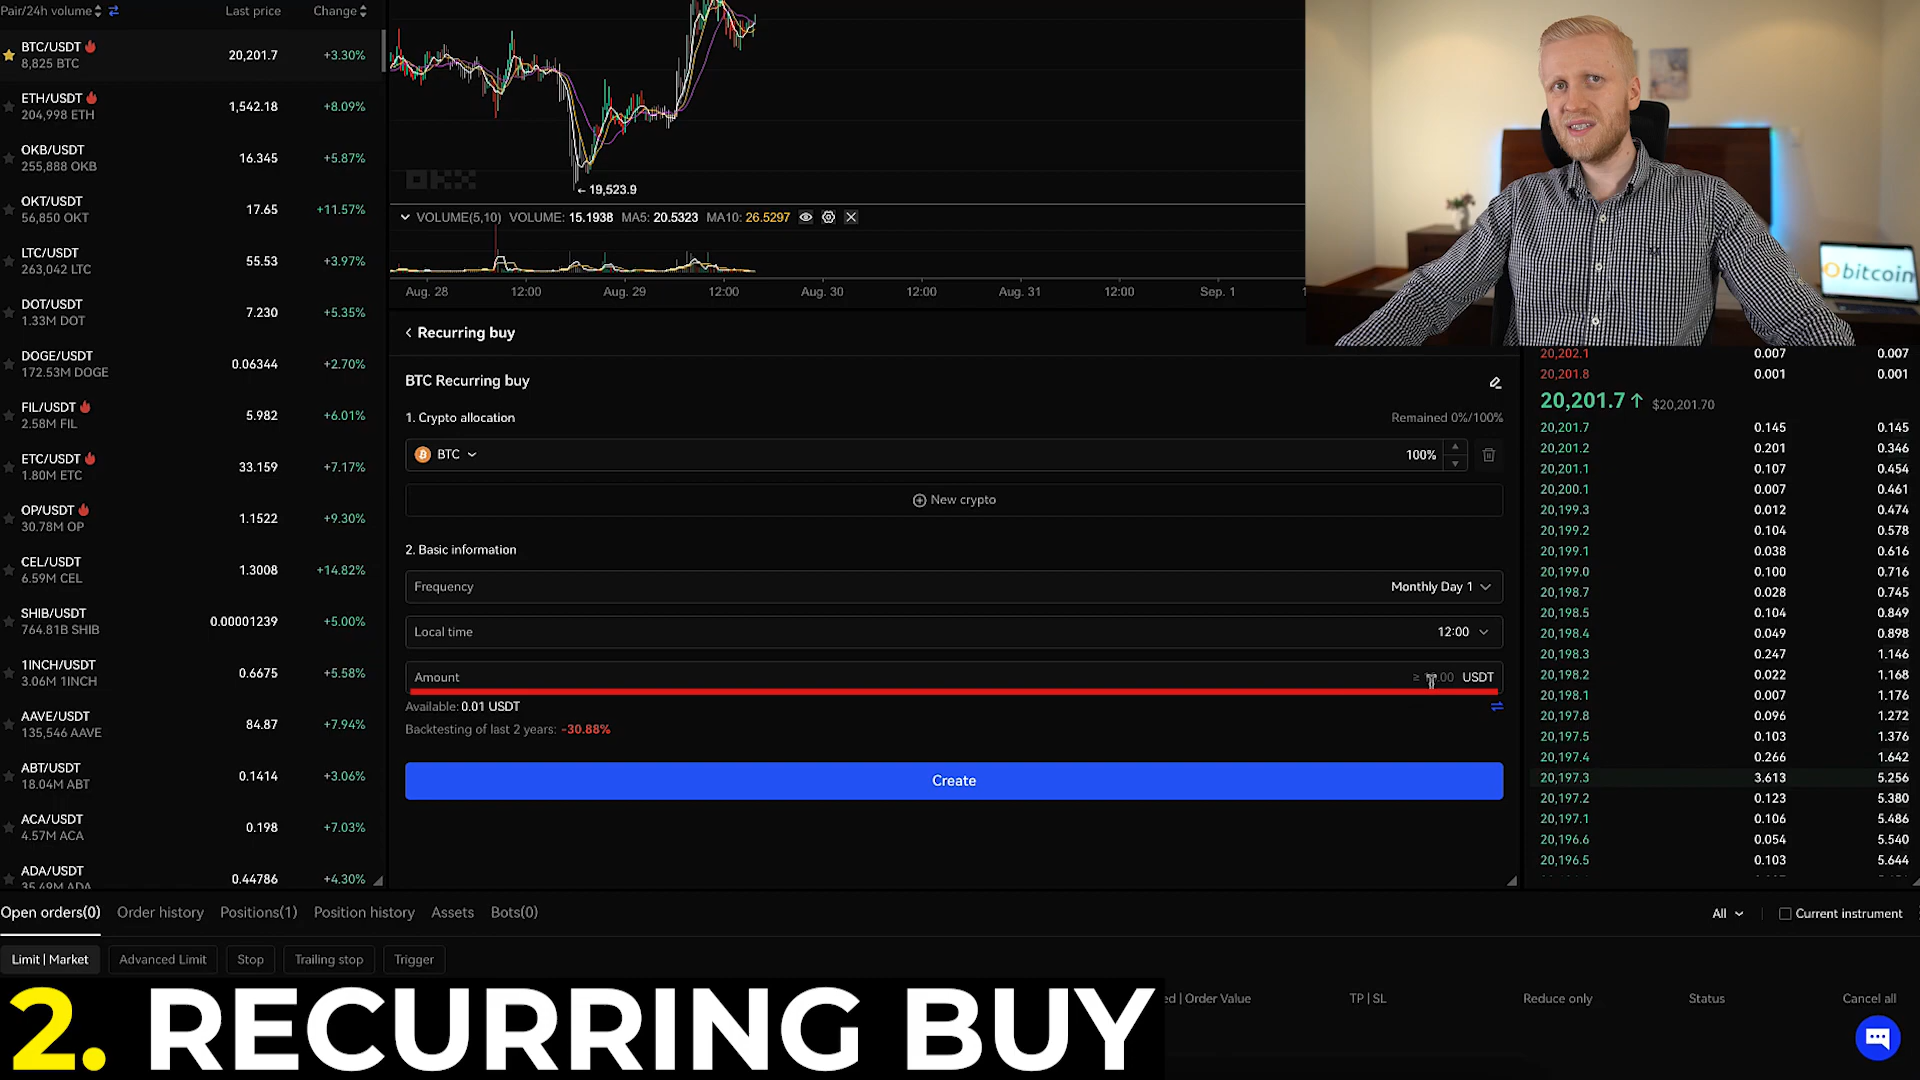 Pair/24h volume Last price Change
BTC/USDT 20,201.7 +3.30%
8,825 BTC
ETH/USDT 1,542.18 +8.09%
204,998 ETH
OKB/USDT 16.345 +5.87%
255,888 OKB
OKT/USDT 17.65 +11.57%
56,850 OKT
LTC/USDT 55.53 +3.97%
263,042 LTC
DOT/USDT 7.230 +5.35%
1.33M DOT
DOGE/USDT 0.06344 +2.70%
172.53M DOGE
FIL/USDT 5.982 +6.01%
2.58M FIL
ETC/USDT 33.159 +7.17%
1.80M ETC
OP/USDT 1.1522 +9.30%
30.78M OP
CEL/USDT 1.3008 +14.82%
6.59M CEL
SHIB/USDT 0.00001239 +5.00%
764.81B SHIB
1INCH/USDT 0.6675 +5.58%
3.06M 1INCH
AAVE/USDT 84.87 +7.94%
135,546 AAVE
ABT/USDT 0.1414 +3.06%
18.04M ABT
ACA/USDT 0.198 +7.03%
4.57M ACA
ADA/USDT 0.44786 +4.30%
35.49M ADA
OKX
← 19,523.9
VOLUME(5,10) VOLUME: 15.1938 MA5: 20.5323 MA10: 26.5297
Aug. 28 12:00 Aug. 29 12:00 Aug. 30 12:00 Aug. 31 12:00 Sep. 1
bitcoin
Recurring buy
BTC Recurring buy
1. Crypto allocation Remained 0%/100%
BTC 100%
New crypto
2. Basic information
Frequency Monthly Day 1
Local time 12:00
Amount USDT
Available: 0.01 USDT
Backtesting of last 2 years: -30.88%
Create
20,202.1 0.007 0.007
20,201.8 0.001 0.001
20,201.7↑ $20,201.70
20,201.7 0.145 0.145
20,201.2 0.201 0.346
20,201.1 0.107 0.454
20,200.1 0.007 0.461
20,199.3 0.012 0.474
20,199.2 0.104 0.578
20,199.1 0.038 0.616
20,199.0 0.100 0.716
20,198.7 0.028 0.745
20,198.5 0.104 0.849
20,198.4 0.049 0.898
20,198.3 0.247 1.146
20,198.2 0.022 1.168
20,198.1 0.007 1.176
20,197.8 0.096 1.272
20,197.5 0.103 1.376
20,197.4 0.266 1.642
20,197.3 3.613 5.256
20,197.2 0.123 5.380
20,197.1 0.106 5.486
20,196.6 0.054 5.540
20,196.5 0.103 5.644
Open orders(0) Order history Positions(1) Position history Assets Bots(0) All Current instrument
Limit | Market Advanced Limit Stop Trailing stop Trigger
| Order Value TP | SL Reduce only Status Cancel all
2. RECURRING BUY